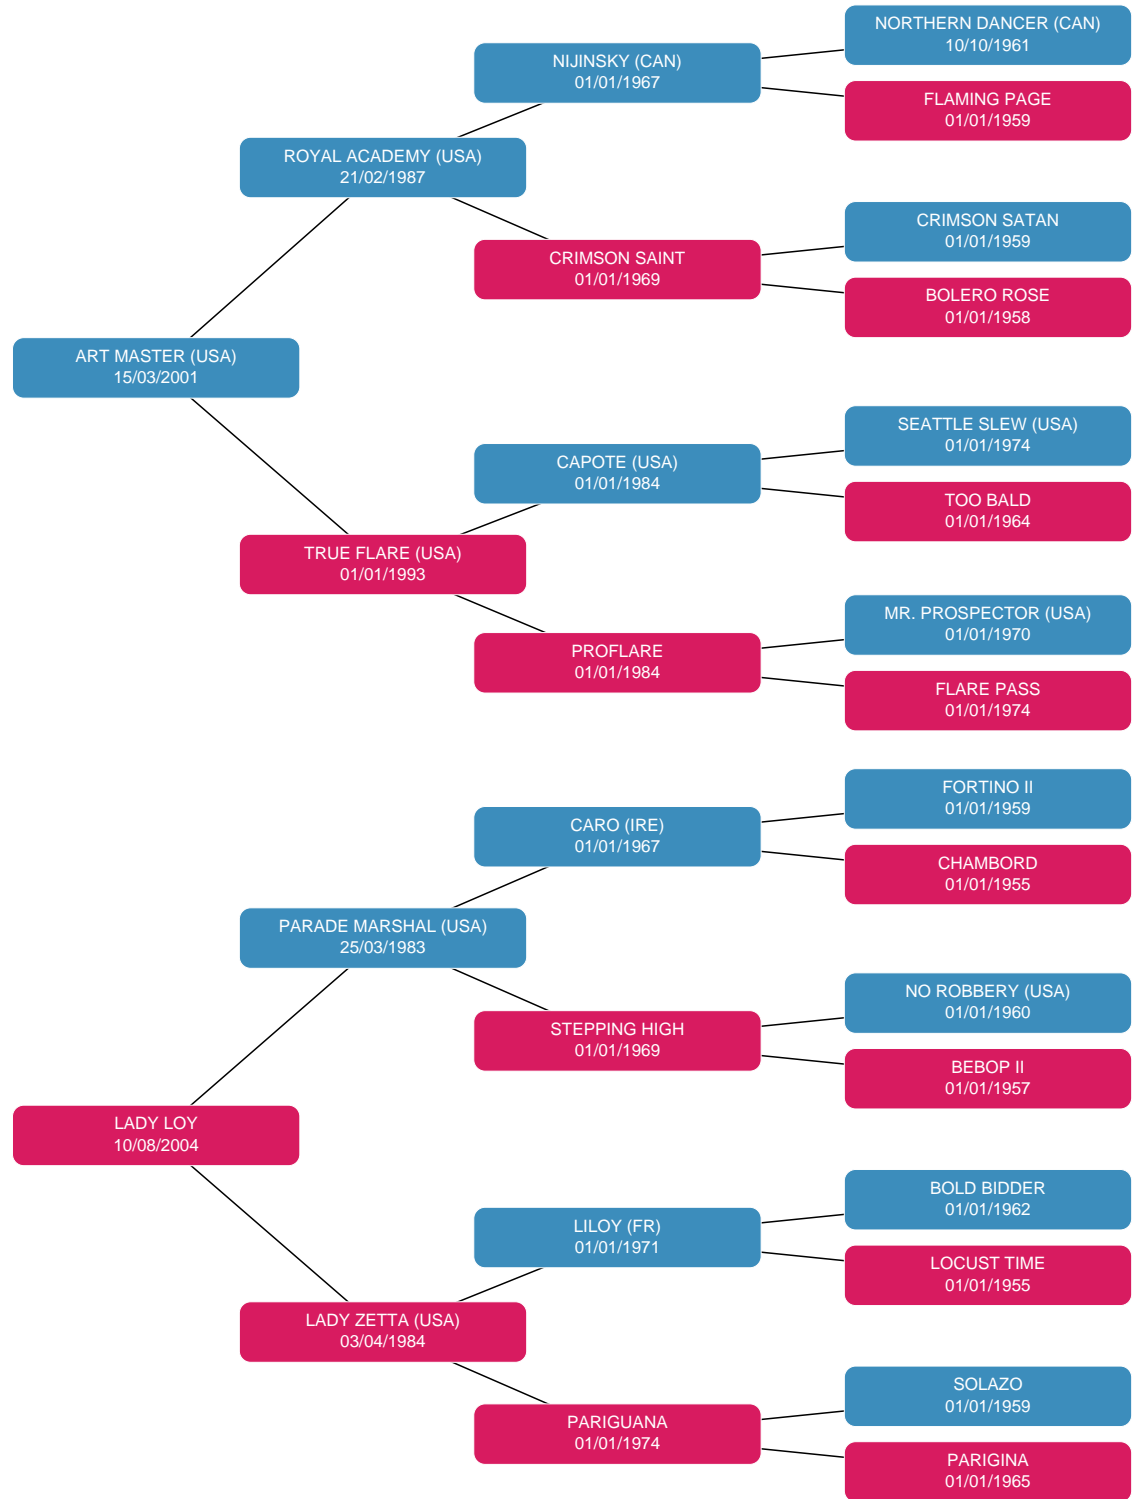 NORTHERN DANCER (CAN)
10/10/1961
NIJINSKY (CAN)
01/01/1967
FLAMING PAGE
01/01/1959
ROYAL ACADEMY (USA)
21/02/1987
CRIMSON SATAN
01/01/1959
CRIMSON SAINT
01/01/1969
BOLERO ROSE
01/01/1958
ART MASTER (USA)
15/03/2001
SEATTLE SLEW (USA)
01/01/1974
CAPOTE (USA)
01/01/1984
TOO BALD
01/01/1964
TRUE FLARE (USA)
01/01/1993
MR. PROSPECTOR (USA)
01/01/1970
PROFLARE
01/01/1984
FLARE PASS
01/01/1974
FORTINO II
01/01/1959
CARO (IRE)
01/01/1967
CHAMBORD
01/01/1955
PARADE MARSHAL (USA)
25/03/1983
NO ROBBERY (USA)
01/01/1960
STEPPING HIGH
01/01/1969
BEBOP II
01/01/1957
LADY LOY
10/08/2004
BOLD BIDDER
01/01/1962
LILOY (FR)
01/01/1971
LOCUST TIME
01/01/1955
LADY ZETTA (USA)
03/04/1984
SOLAZO
01/01/1959
PARIGUANA
01/01/1974
PARIGINA
01/01/1965